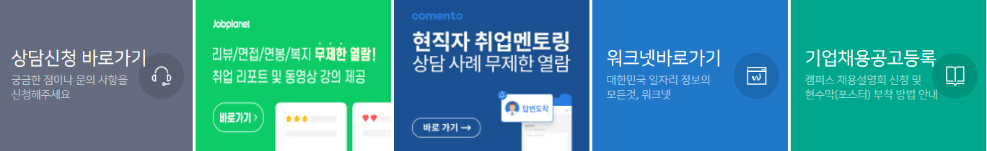 상담신청 바로가기
궁금한 점이나 문의 사항을
신청해주세요
Jobplanet
리뷰/면접/연봉/복지 무제한 열람!
취업 리포트 및 동영상 강의 제공
바로가기 >
comento
현직자 취업멘토링
상담 사례 무제한 열람
답변도착
바로 가기 →
워크넷바로가기
대한민국 일자리 정보의
모든것, 워크넷
기업채용공고등록
캠퍼스 채용설명회 신청 및
현수막(포스터) 부착 방법 안내